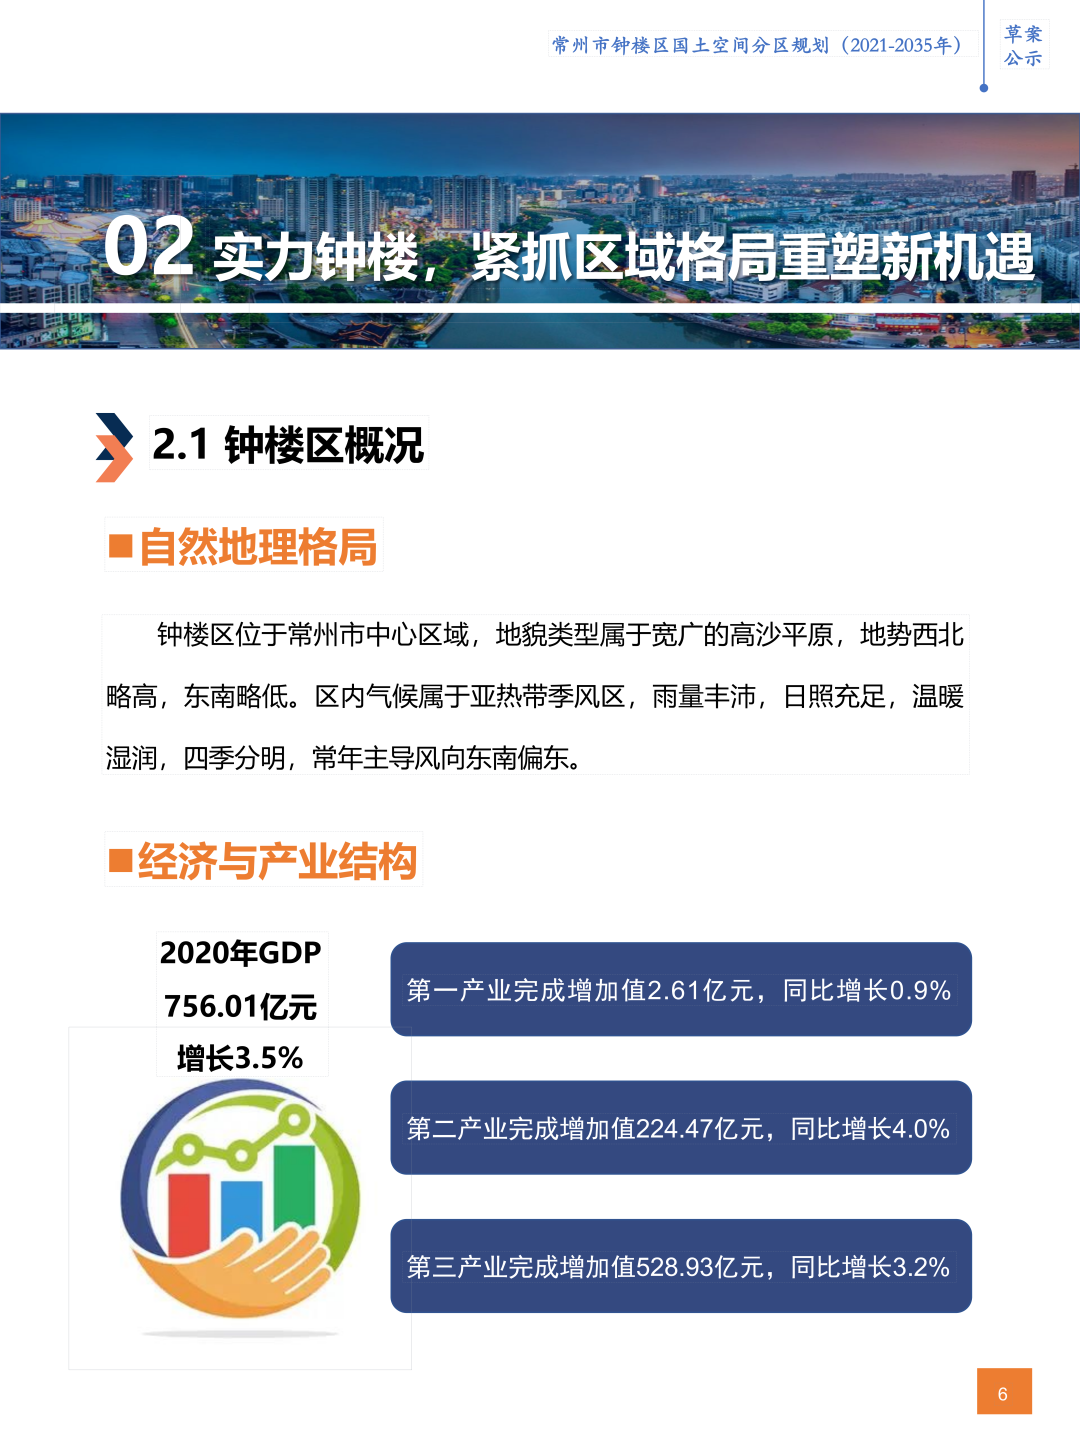 常州市钟楼区国土空间分区规划（2021-2035年）
草案
公示
02 实力钟楼，紧抓区域格局重塑新机遇
2.1 钟楼区概况
■自然地理格局
钟楼区位于常州市中心区域，地貌类型属于宽广的高沙平原，地势西北
略高，东南略低。区内气候属于亚热带季风区，雨量丰沛，日照充足，温暖
湿润，四季分明，常年主导风向东南偏东。
■经济与产业结构
2020年GDP
756.01亿元
增长3.5%
第一产业完成增加值2.61亿元，同比增长0.9%
第二产业完成增加值224.47亿元，同比增长4.0%
第三产业完成增加值528.93亿元，同比增长3.2%
6